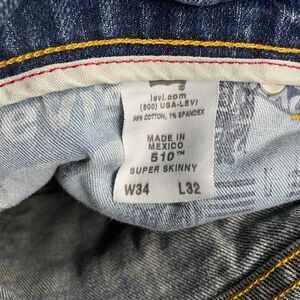 levi.com
(800) USA-LEVI
99% COTTON, 1% SPANDEX
MADE IN
MEXICO
510™
SUPER SKINNY
W34 L32